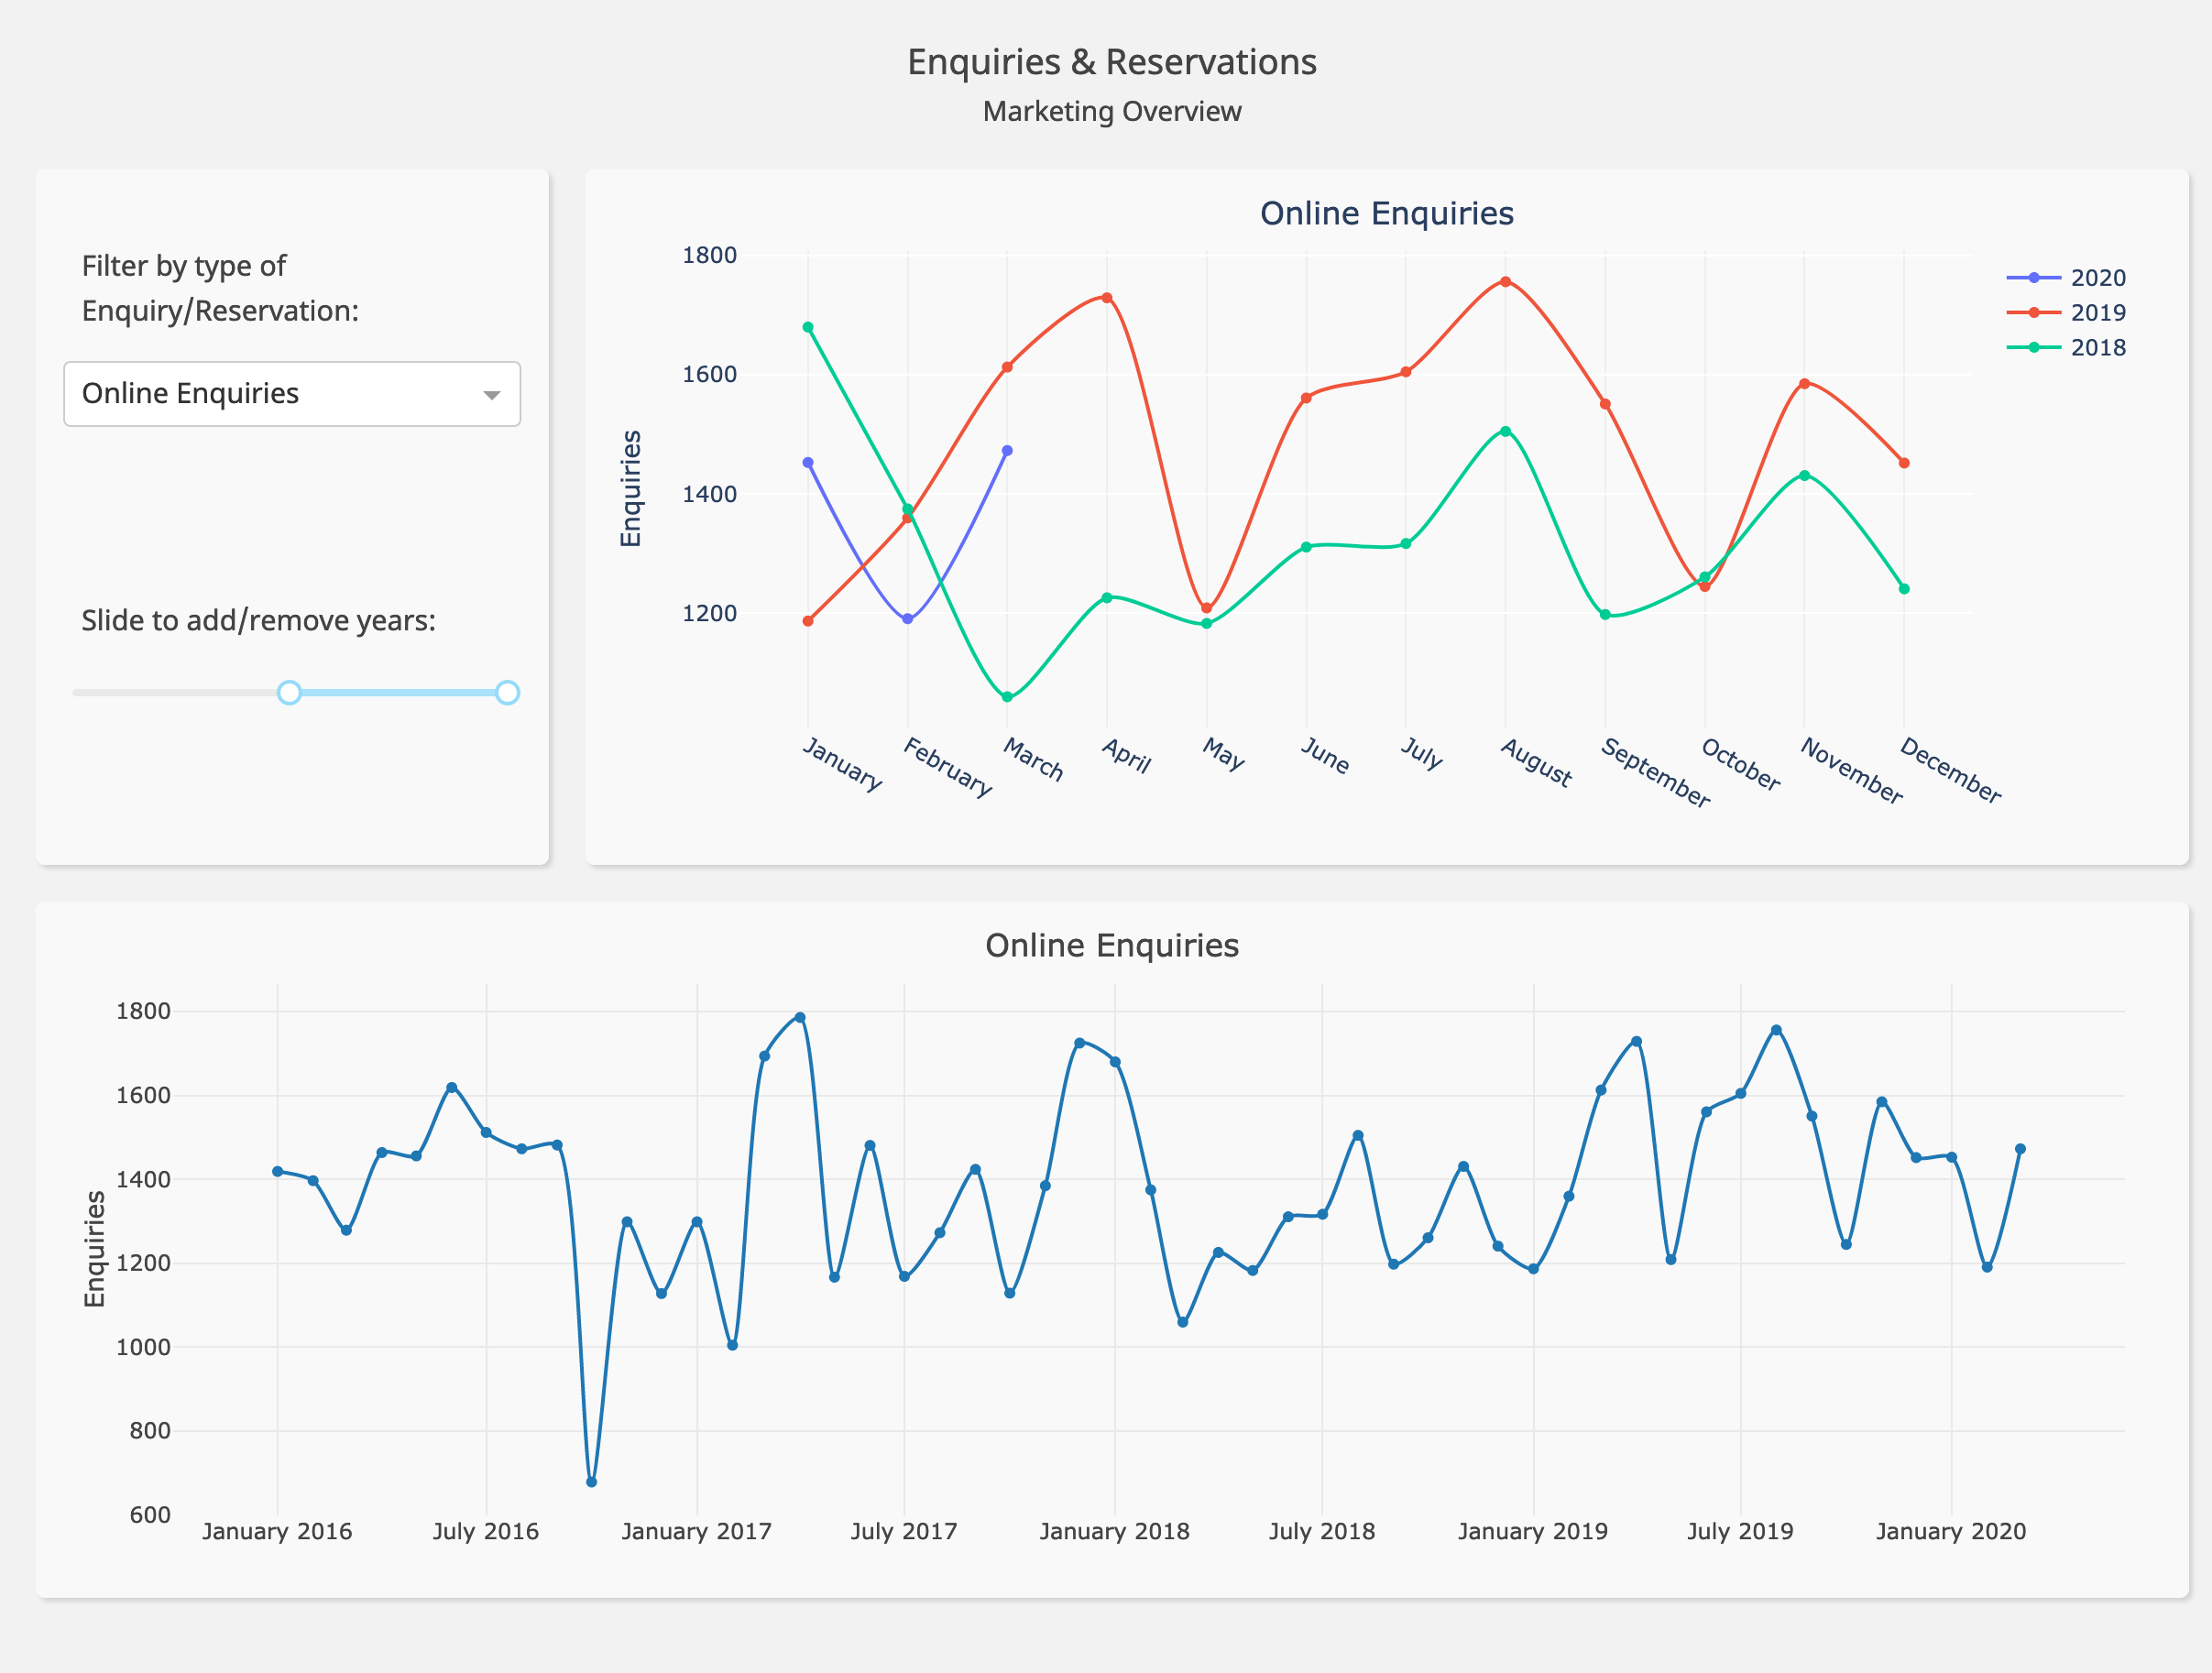 Enquiries & Reservations
Marketing Overview
Filter by type of
Enquiry/Reservation:
Online Enquiries
Slide to add/remove years:
Online Enquiries
1800
1600
1400
1200
Enquiries
January
February
March
April
May
June
July
August
September
October
November
December
2020
2019
2018
Online Enquiries
1800
1600
1400
1200
1000
800
600
Enquiries
January 2016
July 2016
January 2017
July 2017
January 2018
July 2018
January 2019
July 2019
January 2020